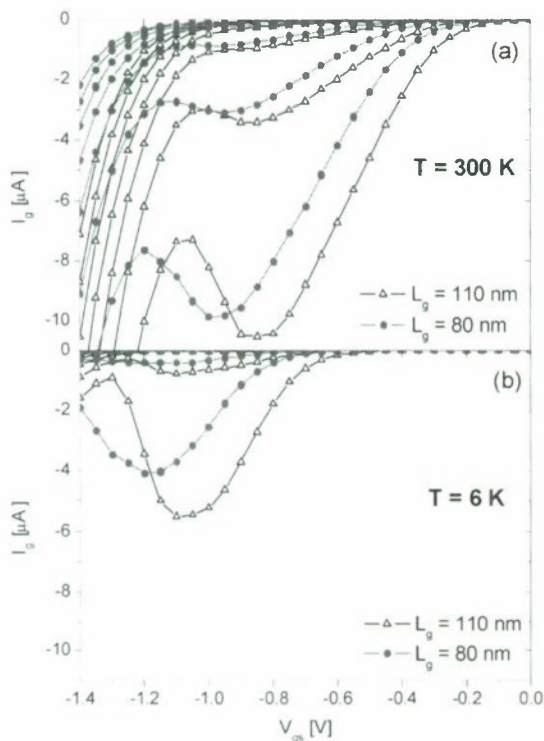 0
(a)
-2
-4
T = 300 K
-6
I_g [µA]
-8
L_g = 110 nm
-10
L_g = 80 nm
0
(b)
-2
-4
T = 6 K
I_g [µA]
-6
-8
L_g = 110 nm
L_g = 80 nm
-10
-1.4 -1.2 -1.0 -0.8 -0.6 -0.4 -0.2 0.0
V_gs [V]